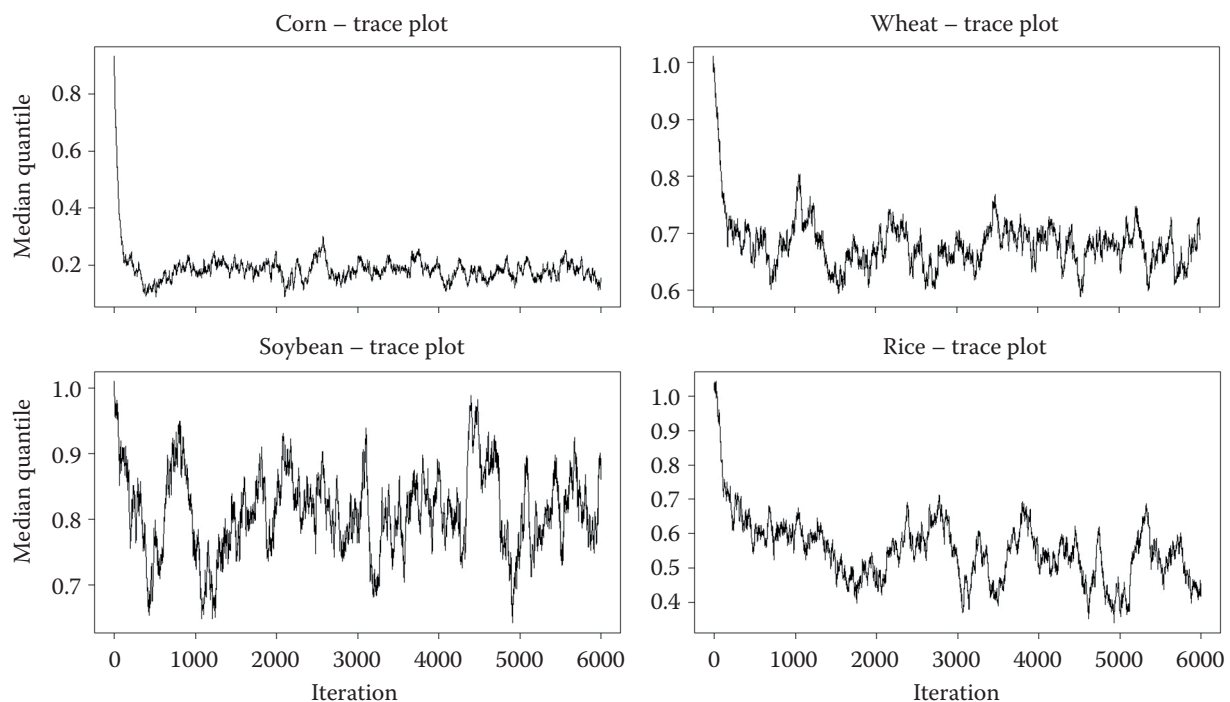 Corn – trace plot
Median quantile
0.8
0.6
0.4
0.2
Wheat – trace plot
1.0
0.9
0.8
0.7
0.6
Soybean – trace plot
Median quantile
1.0
0.9
0.8
0.7
0 1000 2000 3000 4000 5000 6000
Iteration
Rice – trace plot
1.0
0.9
0.8
0.7
0.6
0.5
0.4
0 1000 2000 3000 4000 5000 6000
Iteration